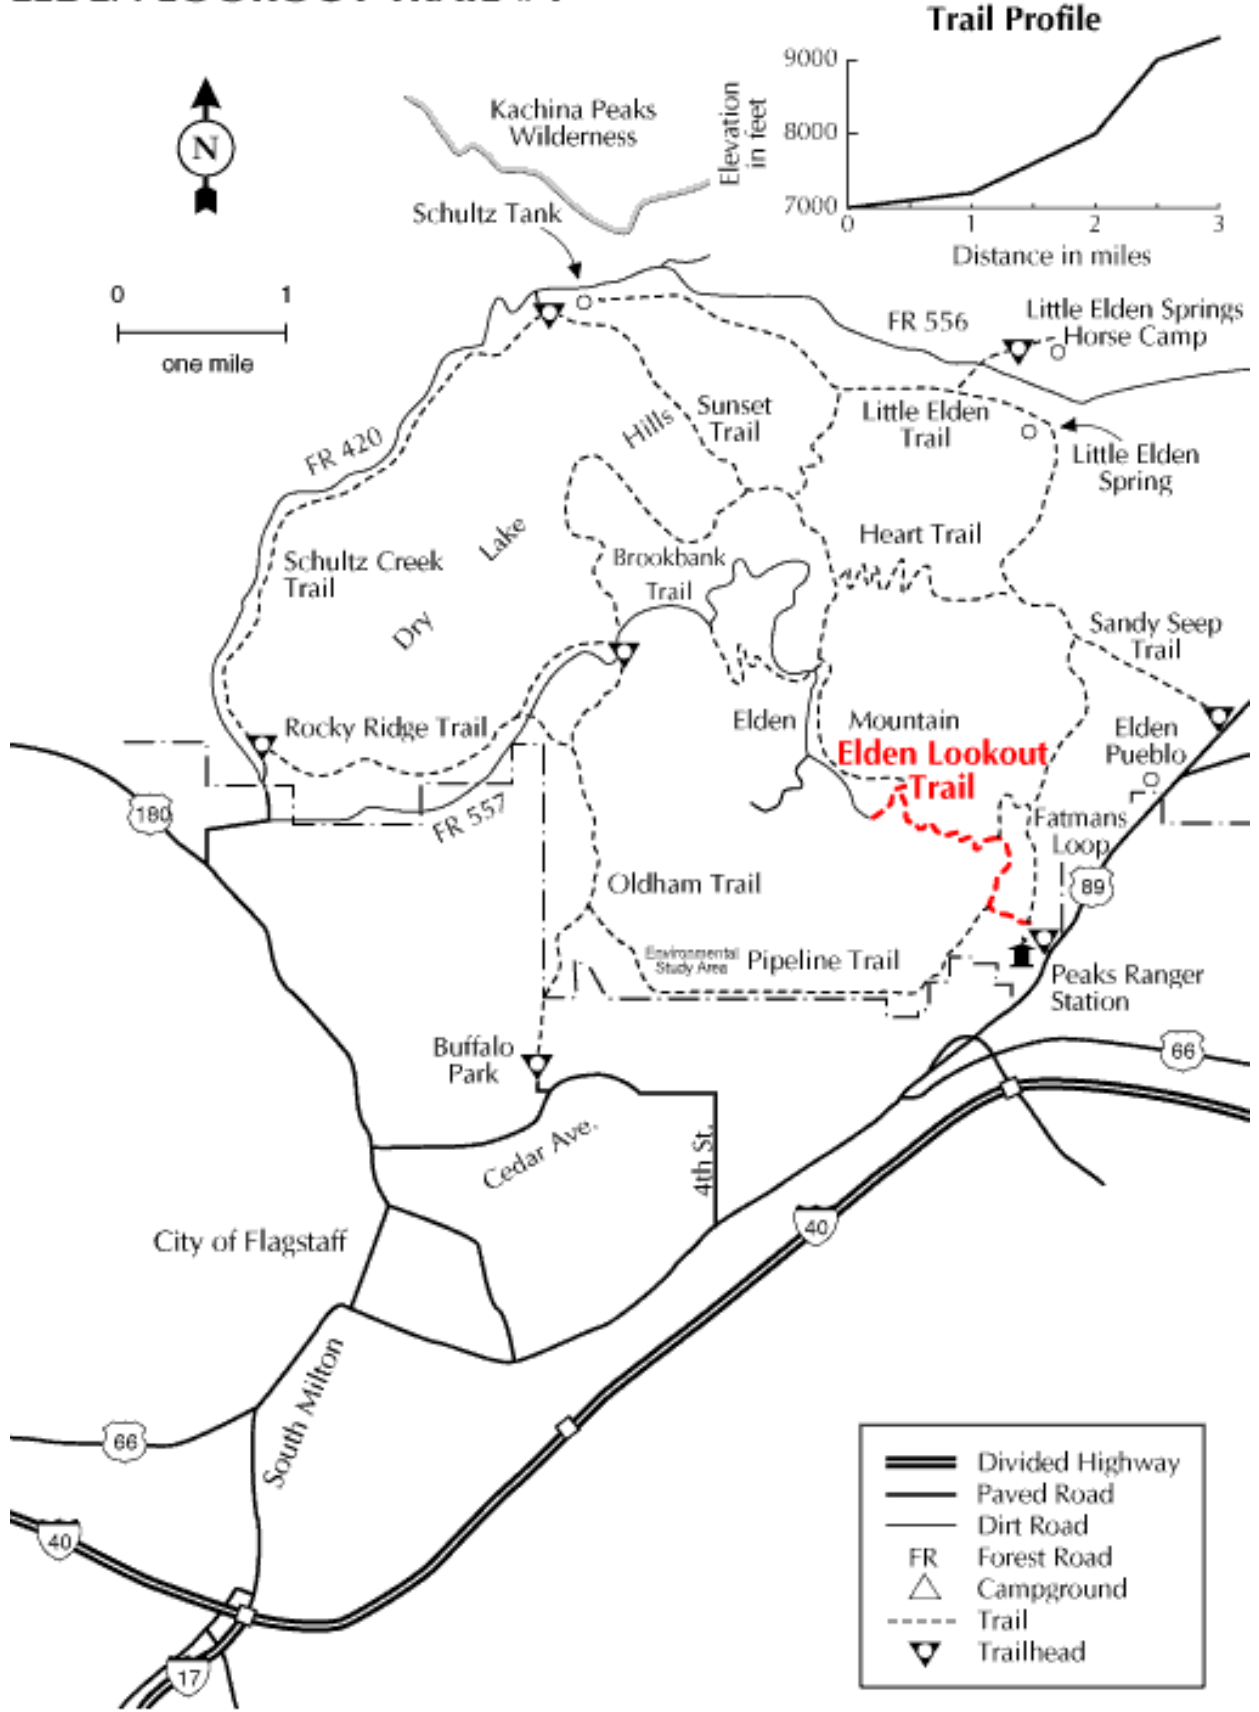 Trail Profile
9000
8000
7000
Elevation
in feet
0
1
2
3
Distance in miles
N
Kachina Peaks
Wilderness
Schultz Tank
0
1
one mile
FR 556
Little Elden Springs
Horse Camp
Sunset
Trail
Hills
Little Elden
Trail
Little Elden
Spring
FR 420
Lake
Dry
Heart Trail
Schultz Creek
Trail
Brookbank
Trail
Sandy Seep
Trail
Rocky Ridge Trail
Elden
Mountain
Elden
Pueblo
Elden Lookout
Trail
180
FR 557
Fatmans
Loop
89
Oldham Trail
Environmental
Study Area
Pipeline Trail
Peaks Ranger
Station
Buffalo
Park
66
Cedar Ave.
4th St.
40
City of Flagstaff
South Milton
66
40
17
Divided Highway
Paved Road
Dirt Road
FR
Forest Road
Campground
Trail
Trailhead